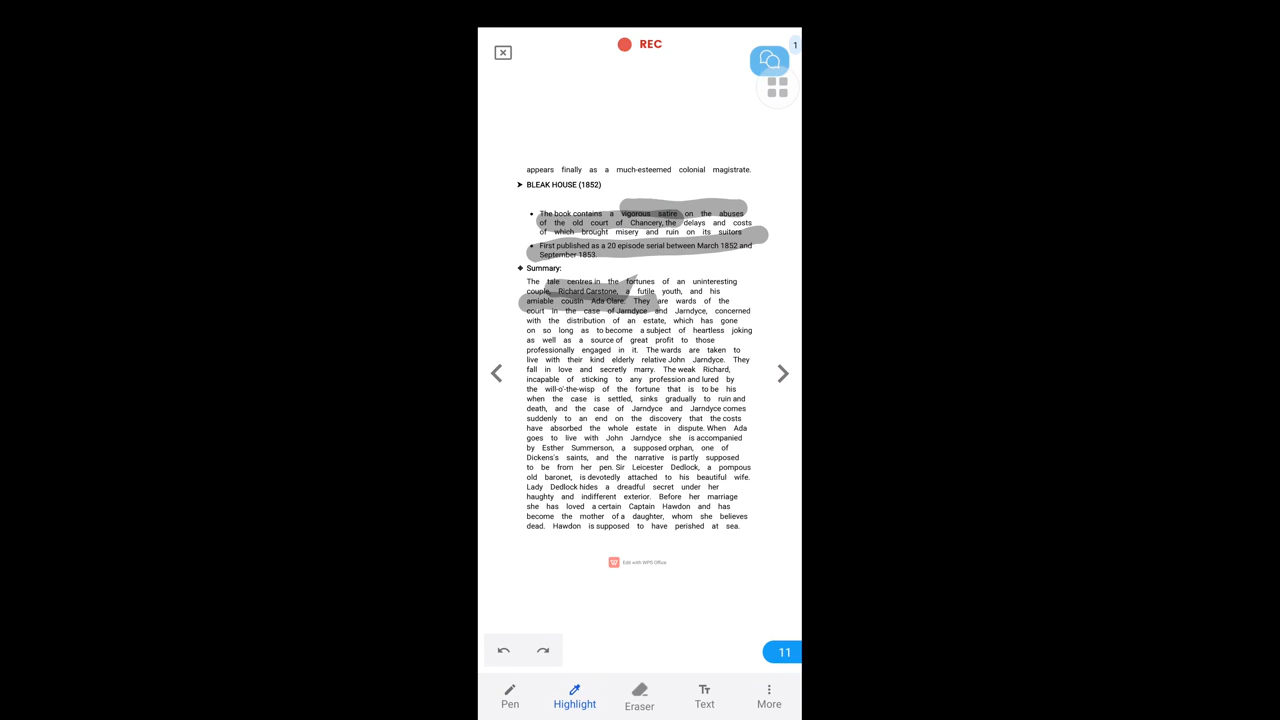 REC
1
appears finally as a much-esteemed colonial magistrate.
➤ BLEAK HOUSE (1852)
• The book contains a vigorous satire on the abuses
of the old court of Chancery, the delays and costs
of which brought misery and ruin on its suitors
• First published as a 20 episode serial between March 1852 and
September 1853.
❖ Summary:
The tale centres in the fortunes of an uninteresting
couple, Richard Carstone, a futile youth, and his
amiable cousin Ada Clare. They are wards of the
court in the case of Jarndyce and Jarndyce, concerned
with the distribution of an estate, which has gone
on so long as to become a subject of heartless joking
as well as a source of great profit to those
professionally engaged in it. The wards are taken to
live with their kind elderly relative John Jarndyce. They
fall in love and secretly marry. The weak Richard,
incapable of sticking to any profession and lured by
the will-o'-the-wisp of the fortune that is to be his
when the case is settled, sinks gradually to ruin and
death, and the case of Jarndyce and Jarndyce comes
suddenly to an end on the discovery that the costs
have absorbed the whole estate in dispute. When Ada
goes to live with John Jarndyce she is accompanied
by Esther Summerson, a supposed orphan, one of
Dickens's saints, and the narrative is partly supposed
to be from her pen. Sir Leicester Dedlock, a pompous
old baronet, is devotedly attached to his beautiful wife.
Lady Dedlock hides a dreadful secret under her
haughty and indifferent exterior. Before her marriage
she has loved a certain Captain Hawdon and has
become the mother of a daughter, whom she believes
dead. Hawdon is supposed to have perished at sea.
Edit with WPS Office
11
Pen Highlight Eraser Text More